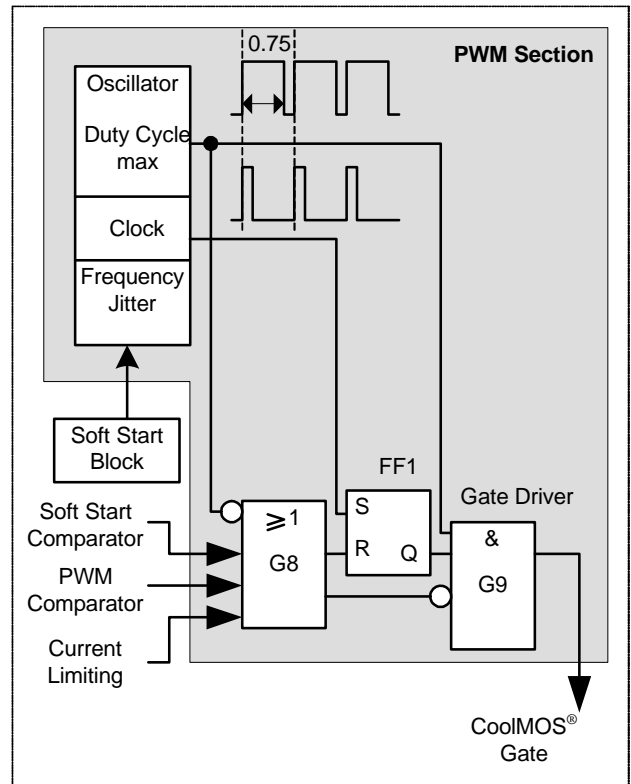 0.75
PWM Section
Oscillator
Duty Cycle
max
Clock
Frequency
Jitter
Soft Start
Block
FF1
Gate Driver
Soft Start
Comparator
PWM
Comparator
Current
Limiting
≥1
G8
S
R
Q
&
G9
CoolMOS®
Gate